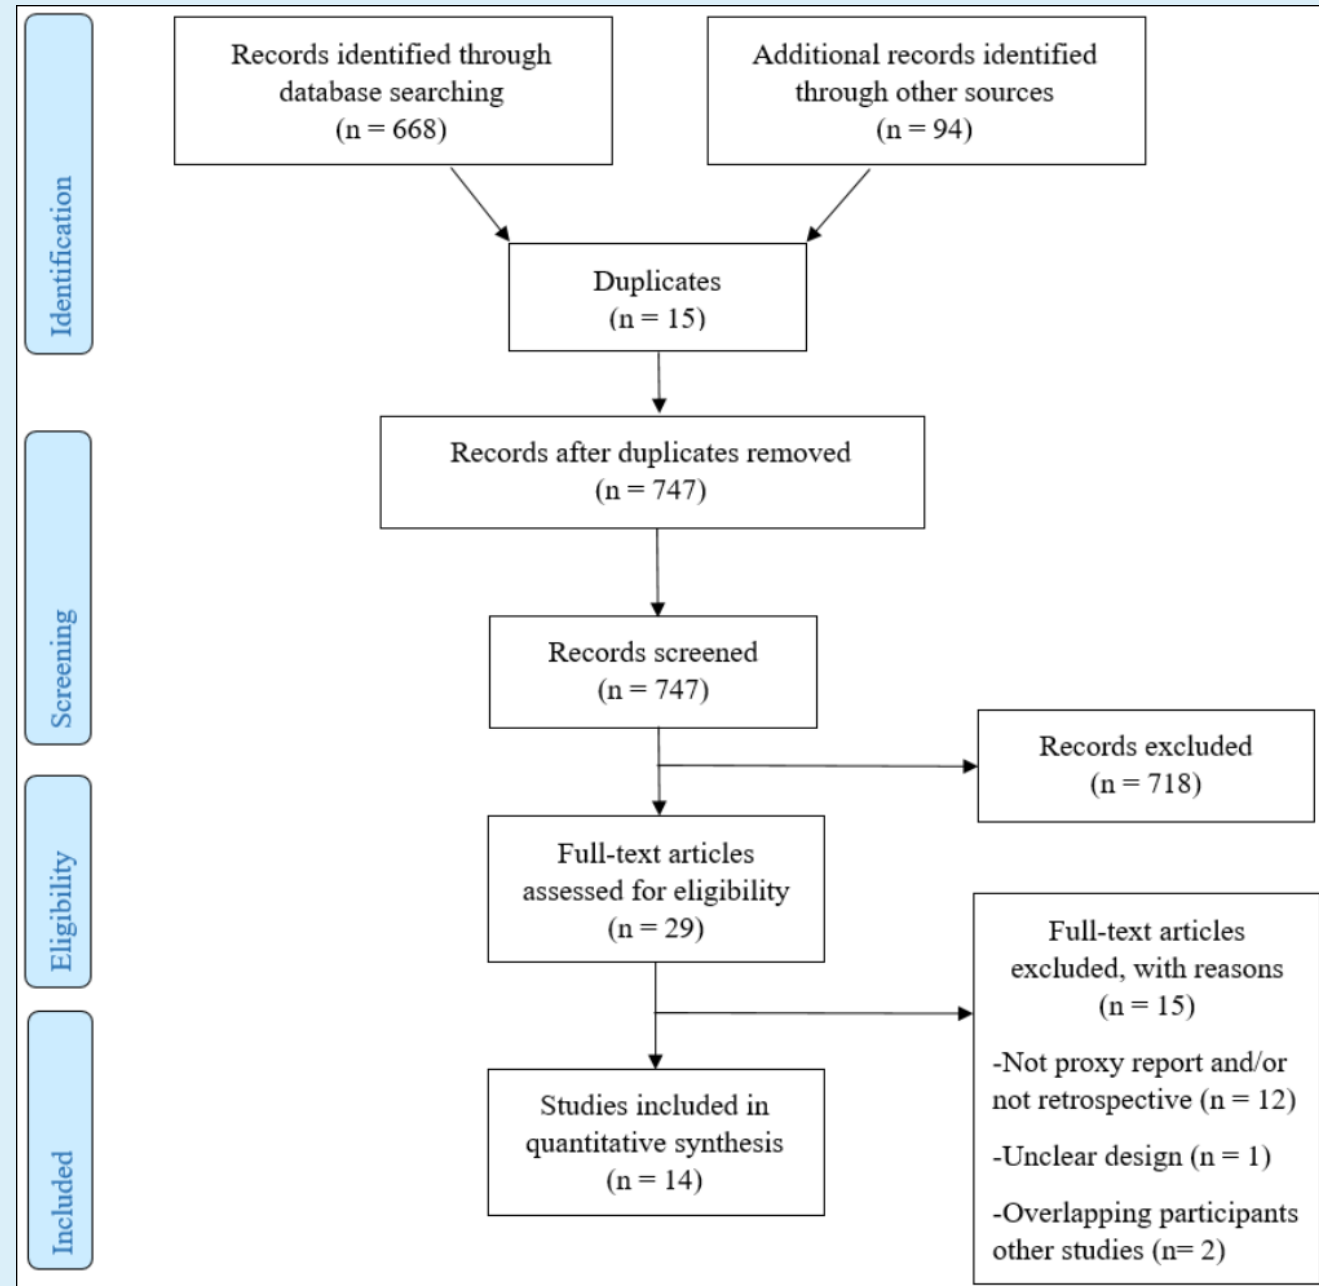 Identification
Records identified through
database searching
(n = 668)
Additional records identified
through other sources
(n = 94)
Duplicates
(n = 15)
Screening
Records after duplicates removed
(n = 747)
Records screened
(n = 747)
Records excluded
(n = 718)
Eligibility
Full-text articles
assessed for eligibility
(n = 29)
Full-text articles
excluded, with reasons
(n = 15)
-Not proxy report and/or
not retrospective (n = 12)
-Unclear design (n = 1)
-Overlapping participants
other studies (n= 2)
Included
Studies included in
quantitative synthesis
(n = 14)